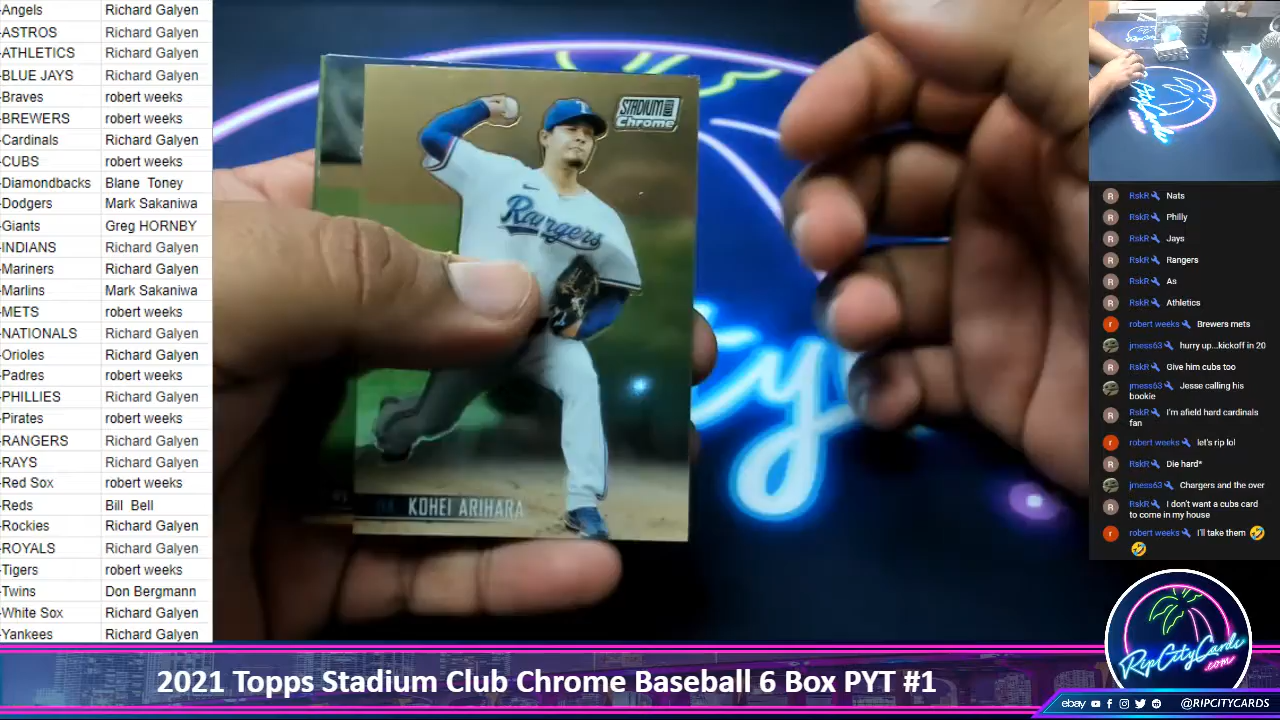 -Angels Richard Galyen
-ASTROS Richard Galyen
-ATHLETICS Richard Galyen
-BLUE JAYS Richard Galyen
-Braves robert weeks
-BREWERS robert weeks
-Cardinals Richard Galyen
-CUBS robert weeks
-Diamondbacks Blane Toney
-Dodgers Mark Sakaniwa
-Giants Greg HORNBY
-INDIANS Richard Galyen
-Mariners Richard Galyen
-Marlins Mark Sakaniwa
-METS robert weeks
-NATIONALS Richard Galyen
-Orioles Richard Galyen
-Padres robert weeks
-PHILLIES Richard Galyen
-Pirates robert weeks
-RANGERS Richard Galyen
-RAYS Richard Galyen
-Red Sox robert weeks
-Reds Bill Bell
-Rockies Richard Galyen
-ROYALS Richard Galyen
-Tigers robert weeks
-Twins Don Bergmann
-White Sox Richard Galyen
-Yankees Richard Galyen
STADIUM
Chrome
Rangers
KOHEI ARIHARA
R RskR Nats
R RskR Philly
R RskR Jays
R RskR Rangers
R RskR As
R RskR Athletics
r robert weeks Brewers mets
jmess63 hurry up...kickoff in 20
R RskR Give him cubs too
jmess63 Jesse calling his
bookie
R RskR I'm afield hard cardinals
fan
r robert weeks let's rip lol
R RskR Die hard*
jmess63 Chargers and the over
R RskR I don't want a cubs card
to come in my house
r robert weeks I'll take them 🤣
🤣
RipCityCards
.com
2021 Topps Stadium Club Chrome Baseball 6 Box PYT #1
ebay @RIPCITYCARDS